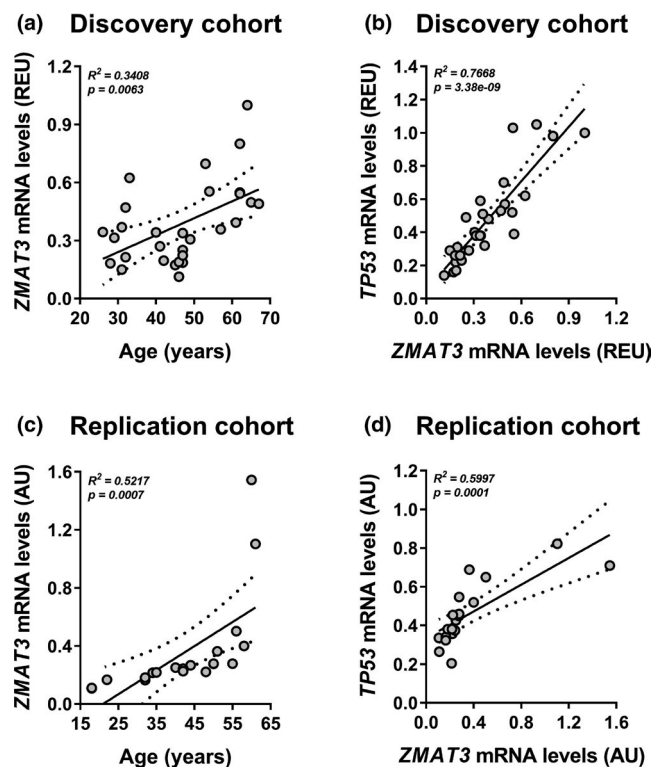 (a) Discovery cohort
ZMAT3 mRNA levels (REU)
1.2
0.9
0.6
0.3
0.0
R² = 0.3408
p = 0.0063
20 30 40 50 60 70
Age (years)
(b) Discovery cohort
TP53 mRNA levels (REU)
1.4
1.2
1.0
0.8
0.6
0.4
0.2
0.0
R² = 0.7668
p = 3.38e-09
0.0 0.3 0.6 0.9 1.2
ZMAT3 mRNA levels (REU)
(c) Replication cohort
ZMAT3 mRNA levels (AU)
1.6
1.2
0.8
0.4
0.0
R² = 0.5217
p = 0.0007
15 25 35 45 55 65
Age (years)
(d) Replication cohort
TP53 mRNA levels (AU)
1.2
1.0
0.8
0.6
0.4
0.2
0.0
R² = 0.5997
p = 0.0001
0.0 0.4 0.8 1.2 1.6
ZMAT3 mRNA levels (AU)